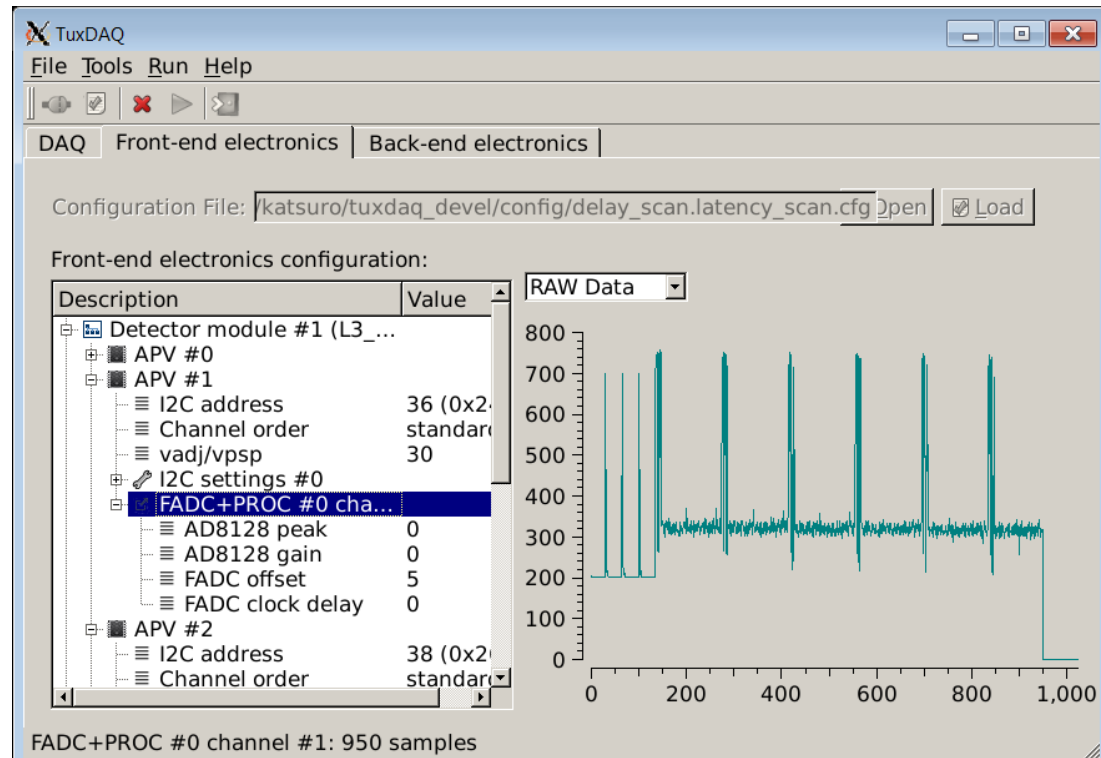 TuxDAQ
File Tools Run Help
DAQ Front-end electronics Back-end electronics
Configuration File: /katsuro/tuxdaq_devel/config/delay_scan.latency_scan.cfg Open Load
Front-end electronics configuration:
RAW Data
Description Value
Detector module #1 (L3_...
APV #0
APV #1
I2C address 36 (0x2
Channel order standar
vadj/vpsp 30
I2C settings #0
FADC+PROC #0 cha...
AD8128 peak 0
AD8128 gain 0
FADC offset 5
FADC clock delay 0
APV #2
I2C address 38 (0x2
Channel order standar
800
700
600
500
400
300
200
100
0
0 200 400 600 800 1,000
FADC+PROC #0 channel #1: 950 samples